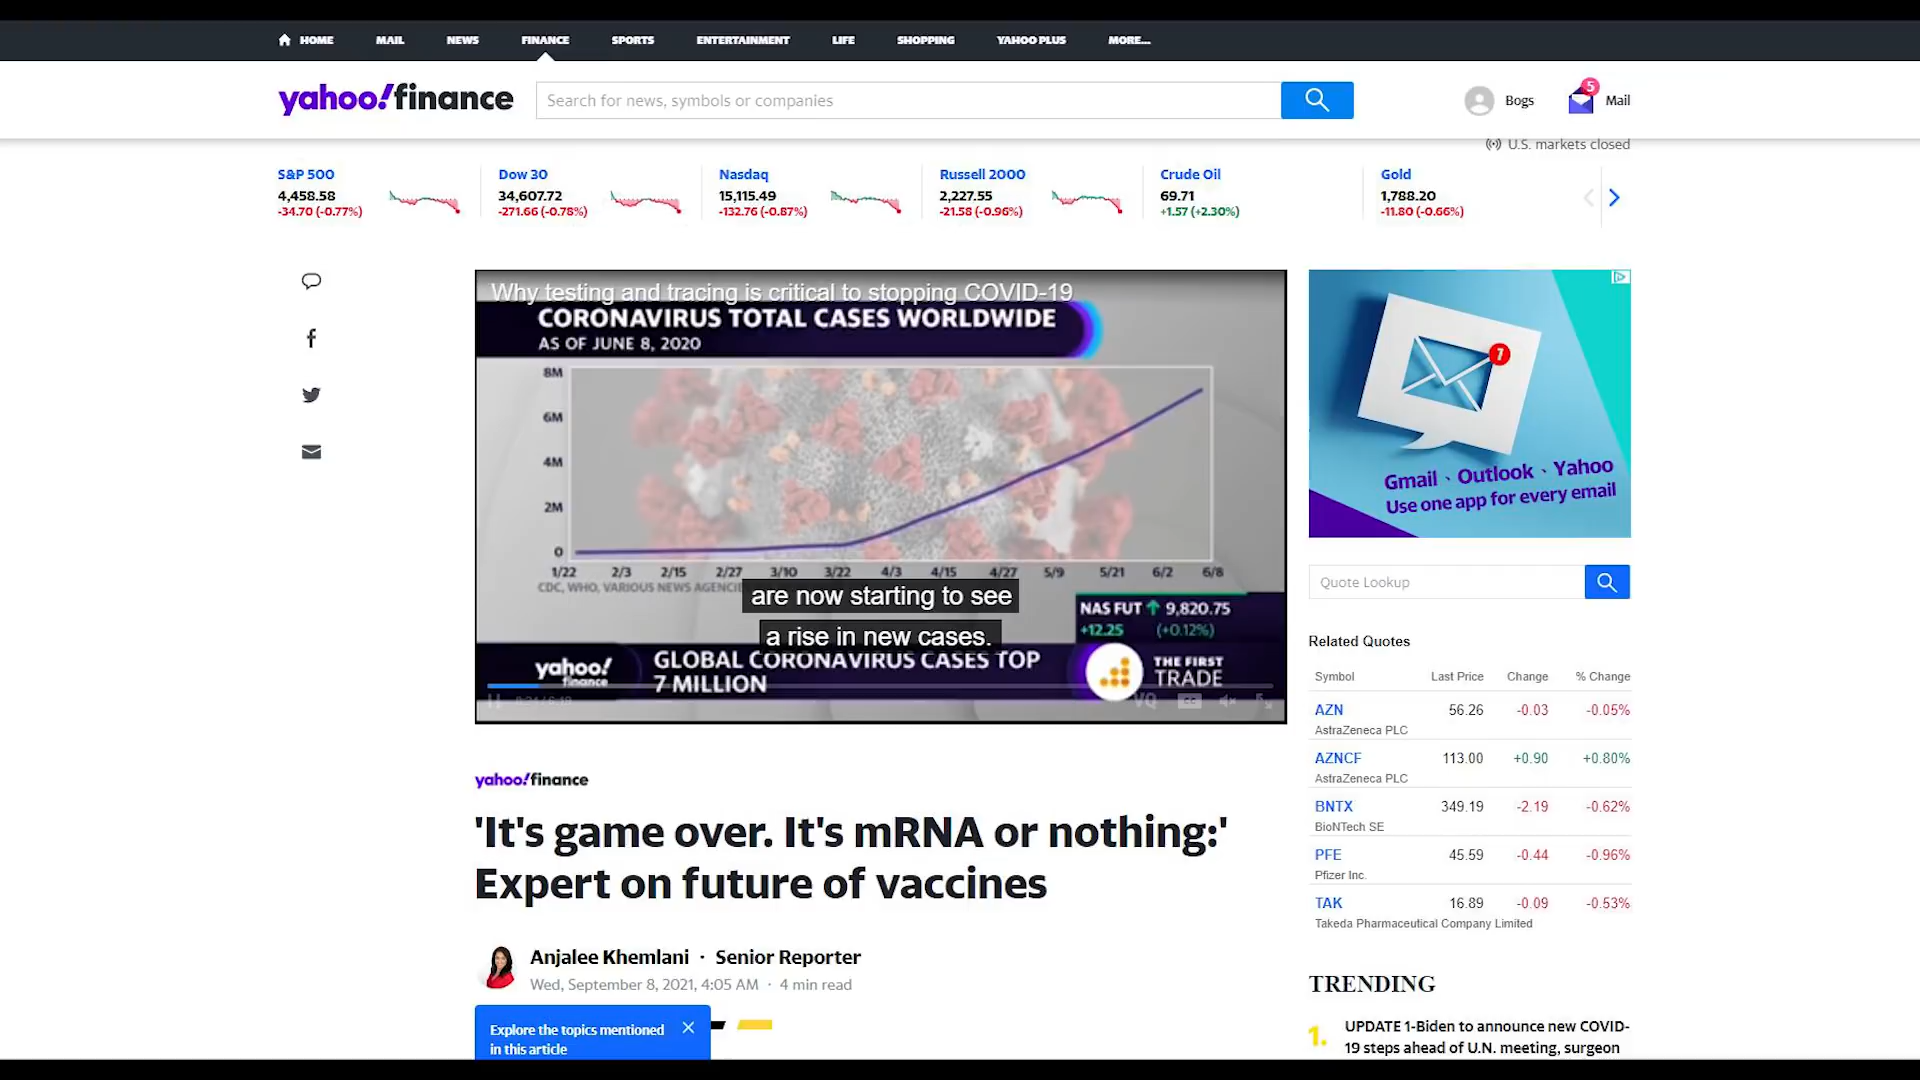 HOME MAIL NEWS FINANCE SPORTS ENTERTAINMENT LIFE SHOPPING YAHOO PLUS MORE...
yahoo!finance
Search for news, symbols or companies
Bogs
5
Mail
U.S. markets closed
S&P 500
4,458.58
-34.70 (-0.77%)
Dow 30
34,607.72
-271.66 (-0.78%)
Nasdaq
15,115.49
-132.76 (-0.87%)
Russell 2000
2,227.55
-21.58 (-0.96%)
Crude Oil
69.71
+1.57 (+2.30%)
Gold
1,788.20
-11.80 (-0.66%)
Why testing and tracing is critical to stopping COVID-19
CORONAVIRUS TOTAL CASES WORLDWIDE
AS OF JUNE 8, 2020
8M
6M
4M
2M
0
1/22 2/3 2/15 2/27 3/10 3/22 4/3 4/15 4/27 5/9 5/21 6/2 6/8
CDC, WHO, VARIOUS NEWS AGENCIE
are now starting to see
a rise in new cases.
NAS FUT 9,820.75
+12.25 (+0.12%)
yahoo!
finance
GLOBAL CORONAVIRUS CASES TOP
7 MILLION
THE FIRST
TRADE
VQ
CC
7
Gmail、Outlook、Yahoo
Use one app for every email
Quote Lookup
Related Quotes
Symbol Last Price Change % Change
AZN 56.26 -0.03 -0.05%
AstraZeneca PLC
AZNCF 113.00 +0.90 +0.80%
AstraZeneca PLC
BNTX 349.19 -2.19 -0.62%
BioNTech SE
PFE 45.59 -0.44 -0.96%
Pfizer Inc.
TAK 16.89 -0.09 -0.53%
Takeda Pharmaceutical Company Limited
yahoo!finance
'It's game over. It's mRNA or nothing:'
Expert on future of vaccines
Anjalee Khemlani · Senior Reporter
Wed, September 8, 2021, 4:05 AM · 4 min read
Explore the topics mentioned
in this article
TRENDING
1. UPDATE 1-Biden to announce new COVID-
19 steps ahead of U.N. meeting, surgeon